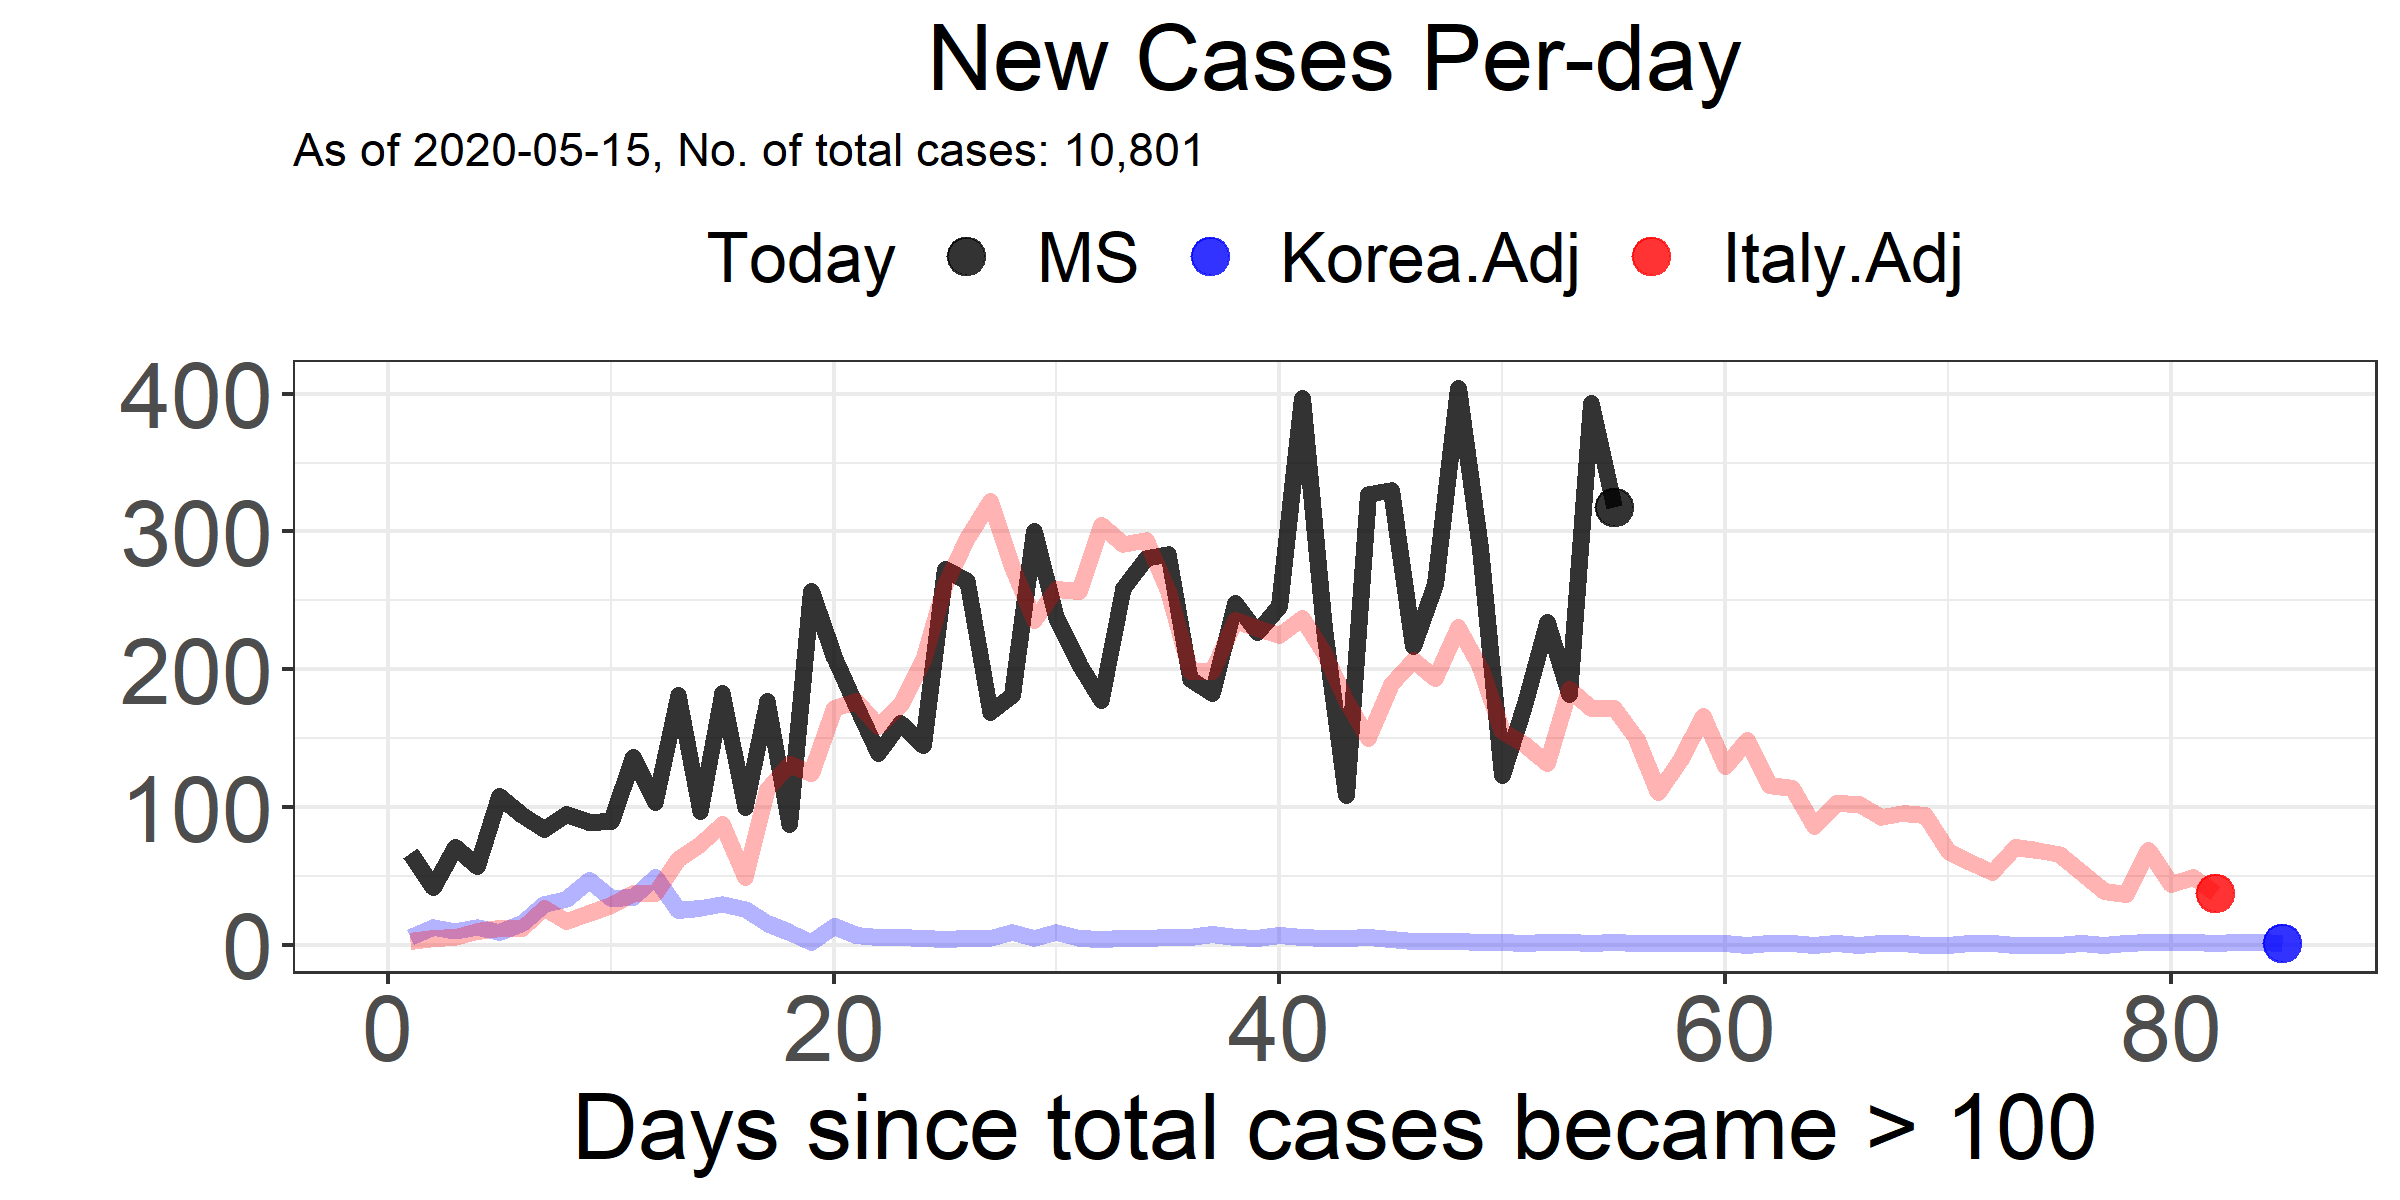 New Cases Per-day
As of 2020-05-15, No. of total cases: 10,801
Today MS Korea.Adj Italy.Adj
400
300
200
100
0
0 20 40 60 80
Days since total cases became > 100